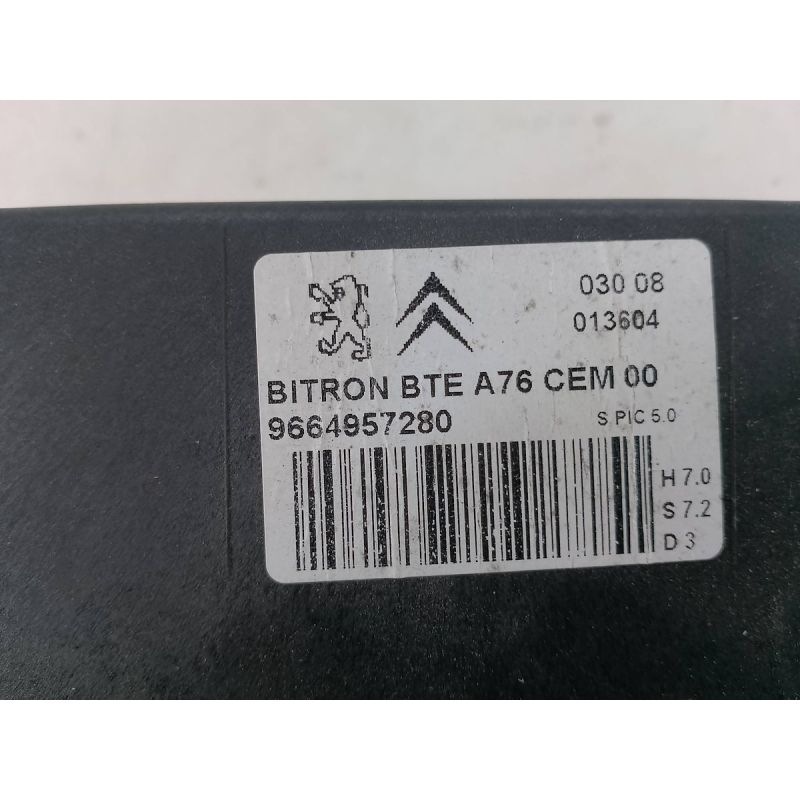 030 08
013604
BITRON BTE A76 CEM 00
9664957280 S PIC 5.0
H 7.0
S 7.2
D 3